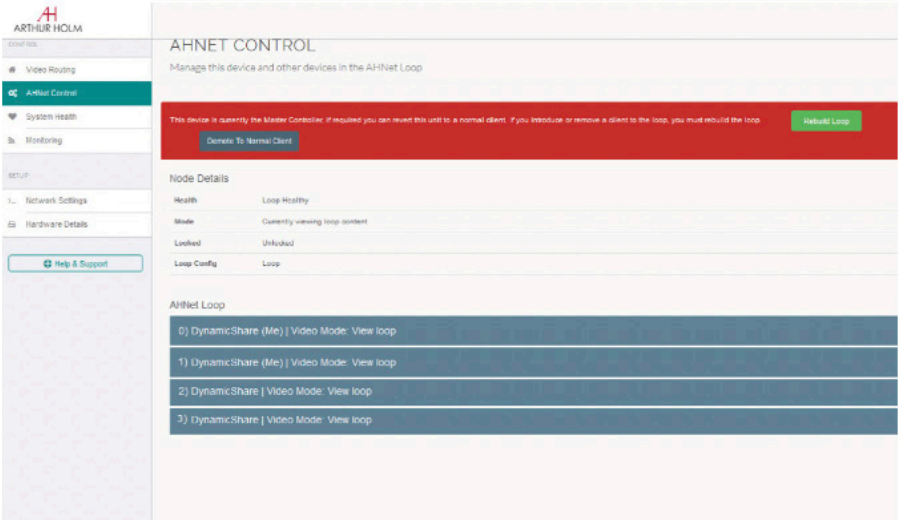 AH
ARTHUR HOLM
CONTROL
Video Routing
AHNet Control
System Health
Monitoring
SETUP
Network Settings
Hardware Details
Help & Support
AHNET CONTROL
Manage this device and other devices in the AHNet Loop
This device is currently the Master Controller, if required you can revert this unit to a normal client, if you introduce or remove a client to the loop, you must rebuild the loop.
Rebuild Loop
Demote To Normal Client
Node Details
Health Loop Healthy
Mode Currently viewing loop content
Locked Unlocked
Loop Config Loop
AHNet Loop
0) DynamicShare (Me) | Video Mode: View loop
1) DynamicShare (Me) | Video Mode: View loop
2) DynamicShare | Video Mode: View loop
3) DynamicShare | Video Mode: View loop